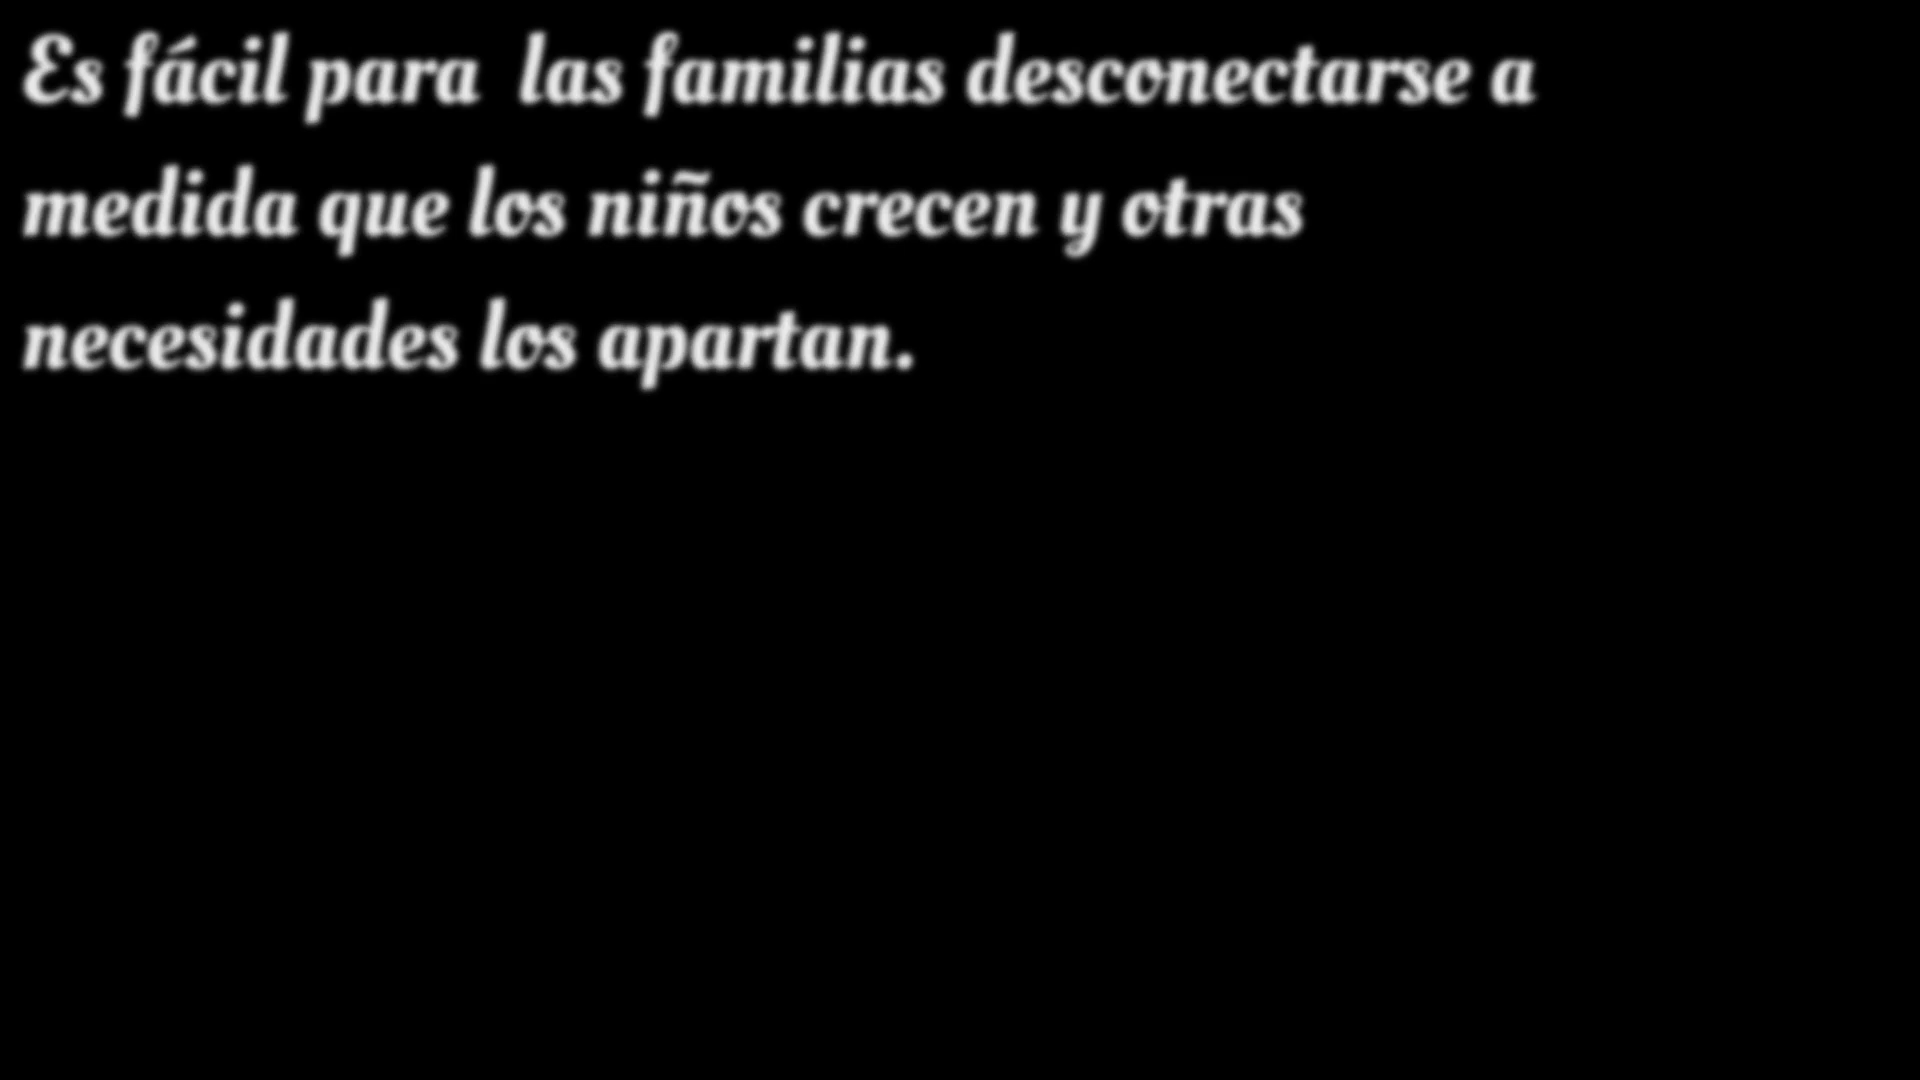 Es fácil para  las familias desconectarse a
medida que los niños crecen y otras
necesidades los apartan.